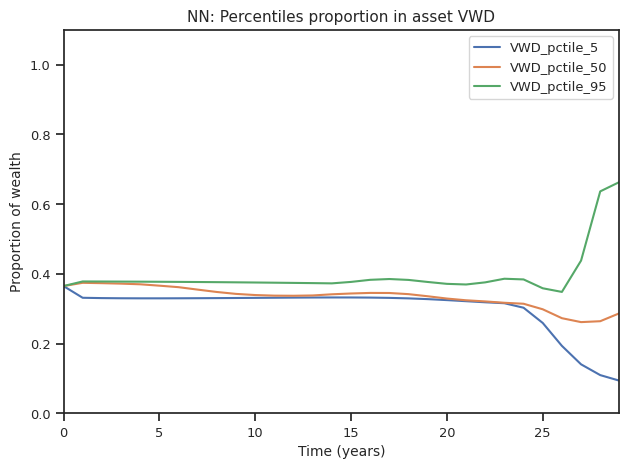 NN: Percentiles proportion in asset VWD
VWD_pctile_5
VWD_pctile_50
VWD_pctile_95
Proportion of wealth
1.0
0.8
0.6
0.4
0.2
0.0
0 5 10 15 20 25
Time (years)